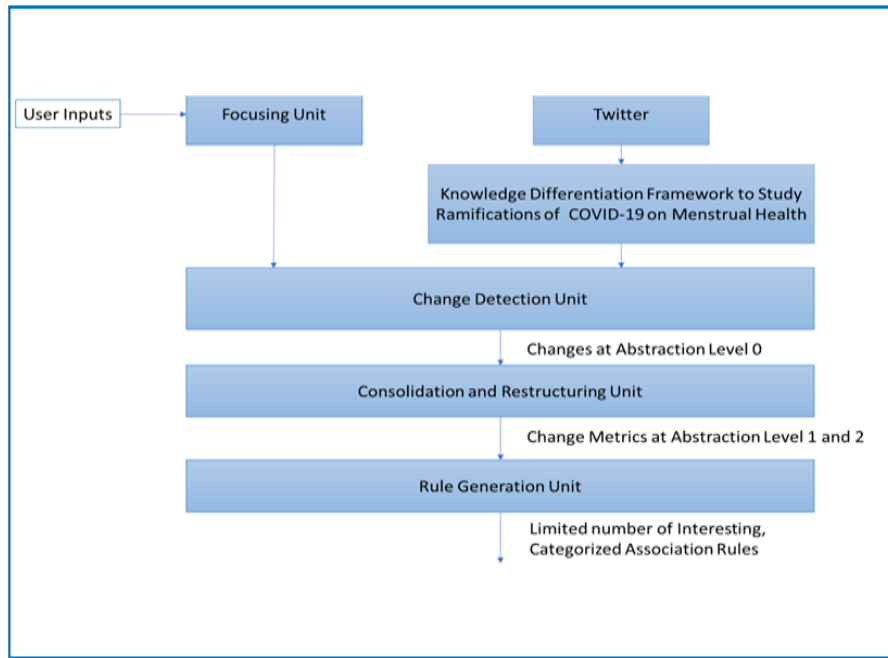 User Inputs
Focusing Unit
Twitter
Knowledge Differentiation Framework to Study
Ramifications of COVID-19 on Menstrual Health
Change Detection Unit
Changes at Abstraction Level 0
Consolidation and Restructuring Unit
Change Metrics at Abstraction Level 1 and 2
Rule Generation Unit
Limited number of Interesting,
Categorized Association Rules